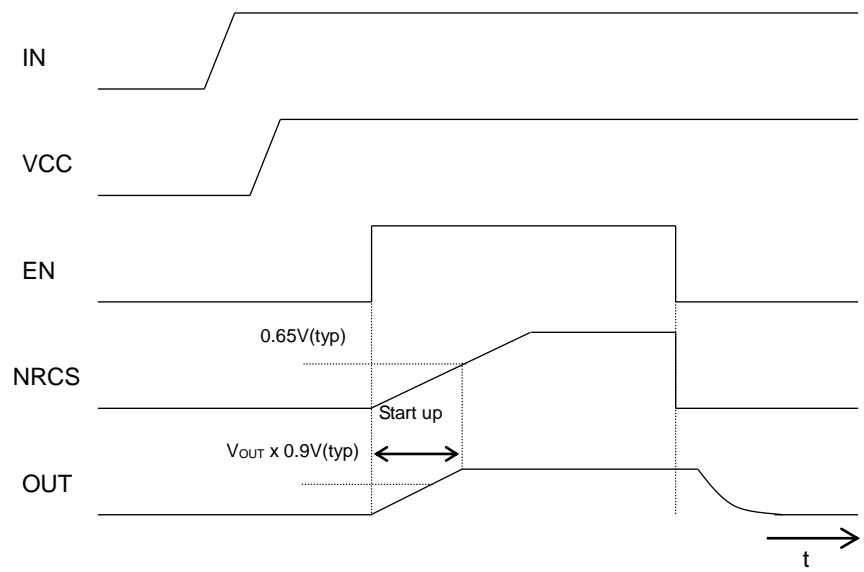 IN
VCC
EN
0.65V(typ)
NRCS
Start up
VOUT x 0.9V(typ)
OUT
t